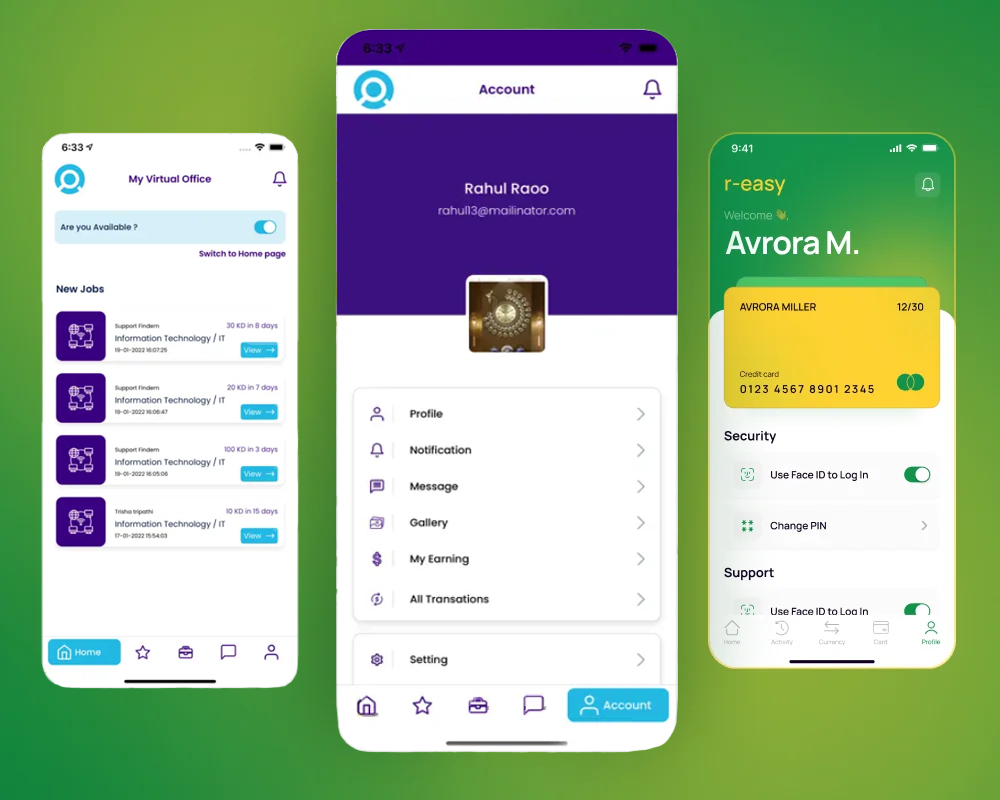 6:33
My Virtual Office
Are you Available ?
Switch to Home page
New Jobs
Support Findern
30 KD in 8 days
Information Technology / IT
19-01-2022 16:07:25
View
Support Findern
20 KD in 7 days
Information Technology / IT
19-01-2022 16:06:47
View
Support Findern
100 KD in 3 days
Information Technology / IT
19-01-2022 16:05:06
View
Trisha tripathi
10 KD in 15 days
Information Technology / IT
17-01-2022 15:54:03
View
Home
6:33
Account
Rahul Raoo
rahul13@mailinator.com
Profile
Notification
Message
Gallery
My Earning
All Transations
Setting
Account
9:41
r-easy
Welcome 👋,
Avrora M.
AVRORA MILLER
12/30
Credit card
0123 4567 8901 2345
Security
Use Face ID to Log In
Change PIN
Support
Use Face ID to Log In
Home
Activity
Currency
Card
Profile